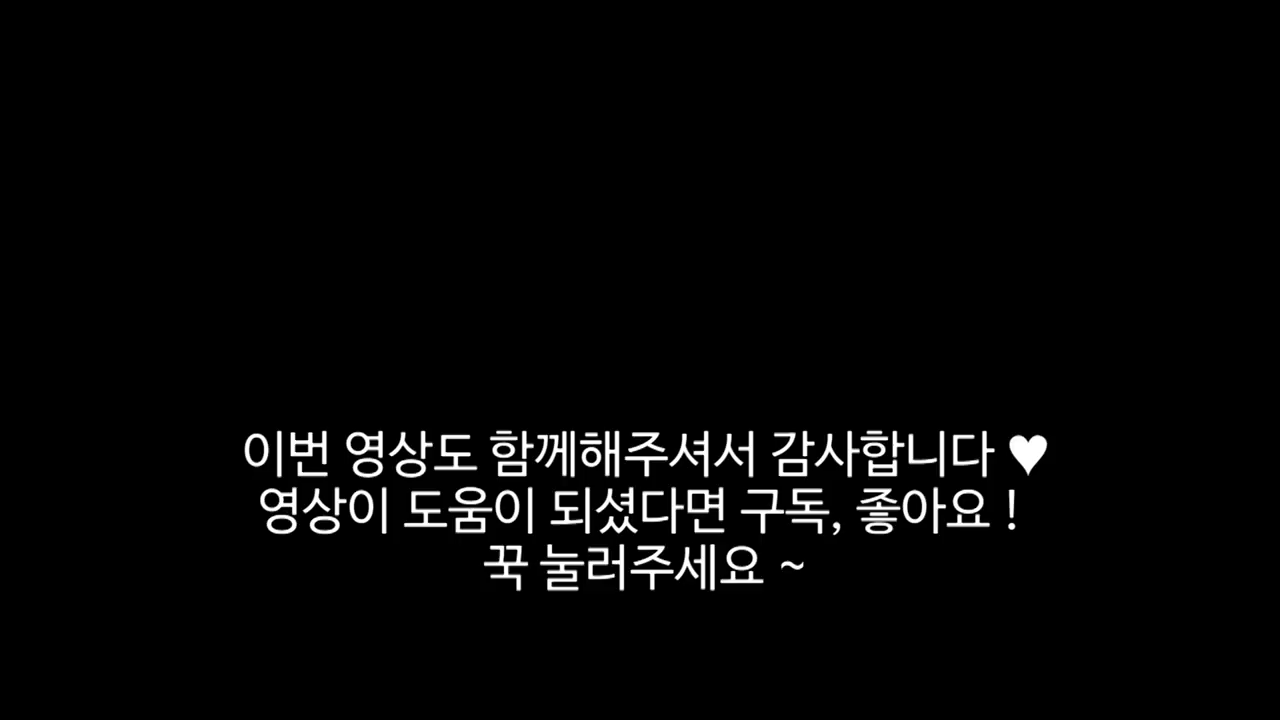 이번 영상도 함께해주셔서 감사합니다 ♥
영상이 도움이 되셨다면 구독, 좋아요 !
꾹 눌러주세요 ~